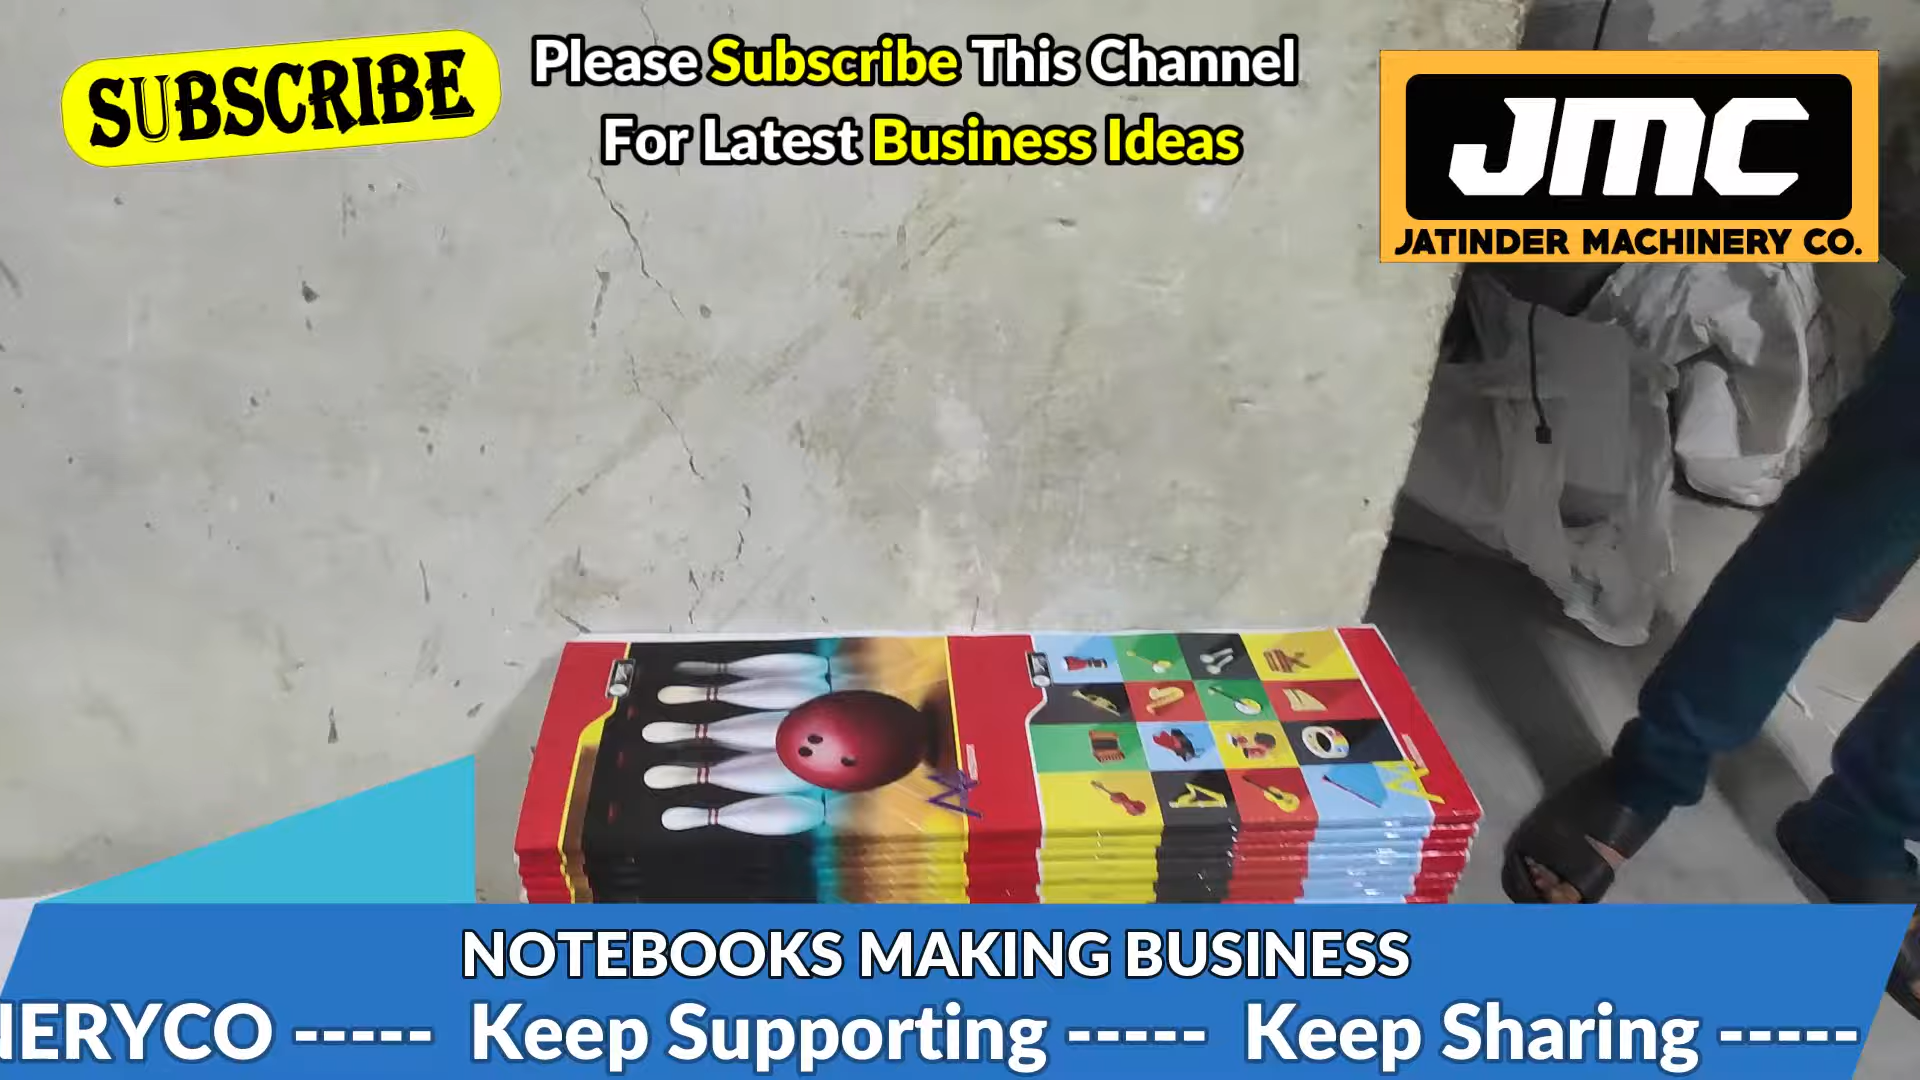 SUBSCRIBE
Please Subscribe This Channel
For Latest Business Ideas
JMC
JATINDER MACHINERY CO.
NOTEBOOKS MAKING BUSINESS
NERYCO ----- Keep Supporting ----- Keep Sharing -----